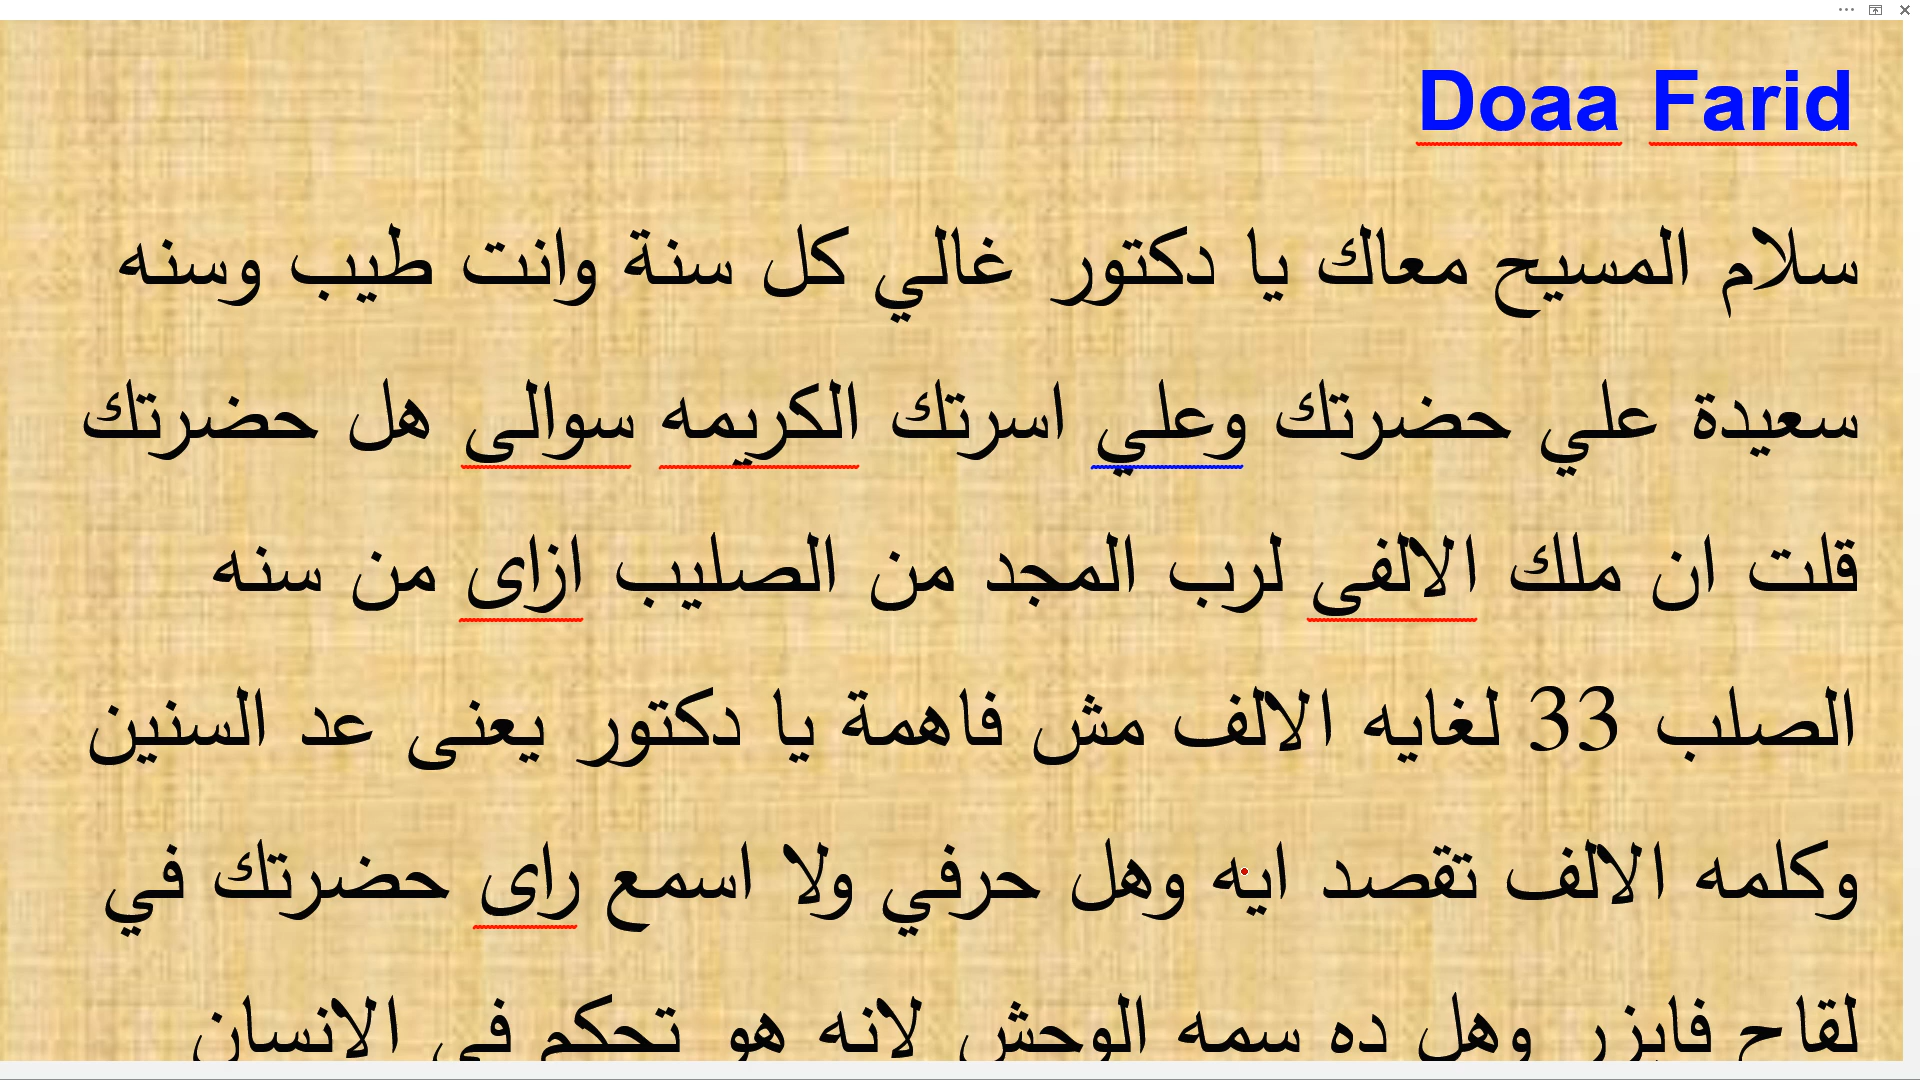 Doaa Farid
سلام المسيح معاك يا دكتور غالي كل سنة وانت طيب وسنه
سعيدة علي حضرتك وعلي اسرتك الكريمه سوالى هل حضرتك
قلت ان ملك الالفى لرب المجد من الصليب ازاى من سنه
الصلب 33 لغايه الالف مش فاهمة يا دكتور يعنى عد السنين
وكلمه الالف تقصد ايه وهل حرفي ولا اسمع راى حضرتك في
لقاح فايزر وهل ده سمه الوحش لانه هو تحكم في الانسان